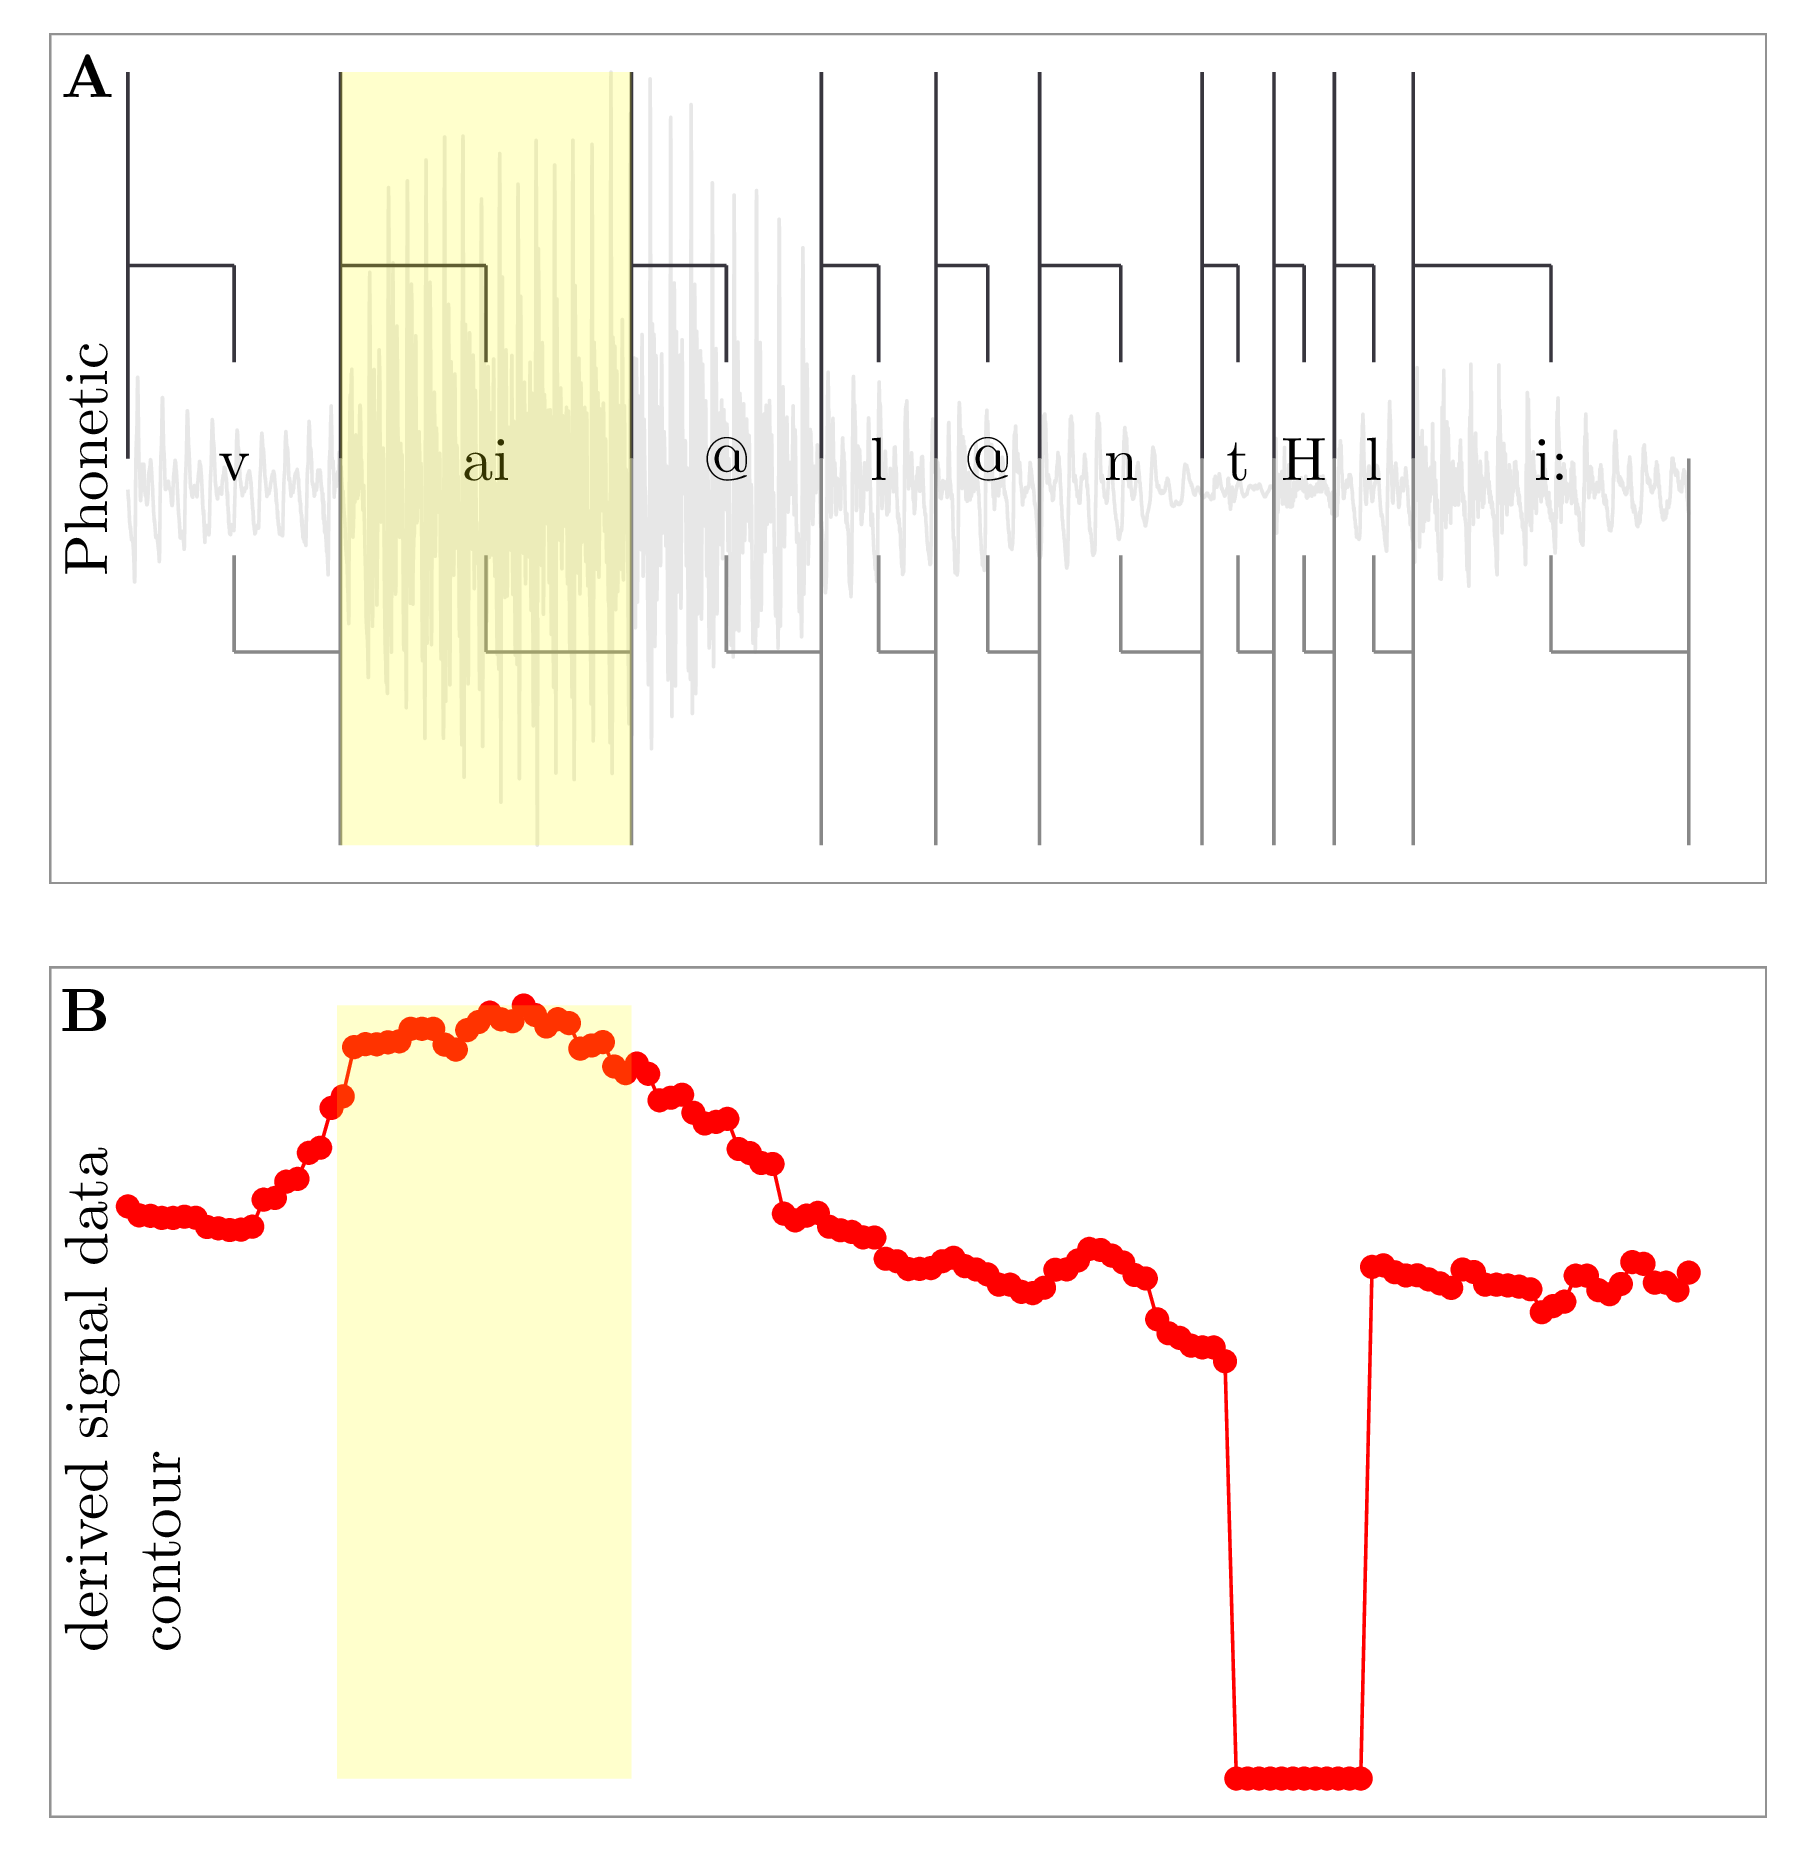 A
Phonetic
v ai @ l @ n t H l i:
B
derived signal data
contour